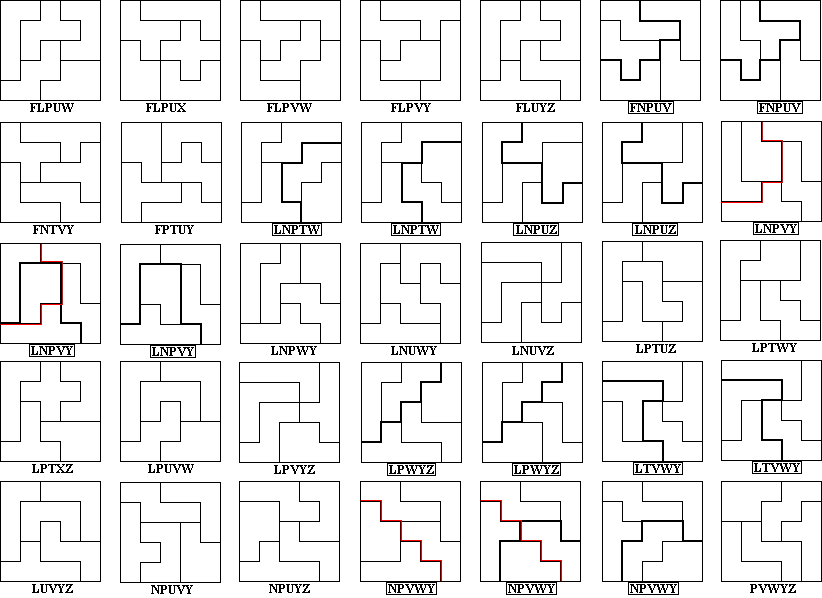 FLPUW FLPUX FLPVW FLPVY FLUYZ FNPUV FNPUV
FNTVY FPTUY LNPTW LNPTW LNPUZ LNPUZ LNPVY
LNPVY LNPVY LNPWY LNUWY LNUVZ LPTUZ LPTWY
LPTXZ LPUVW LPVYZ LPWYZ LPWYZ LTVWY LTVWY
LUVYZ NPUVY NPUYZ NPVWY NPVWY NPVWY PVWYZ